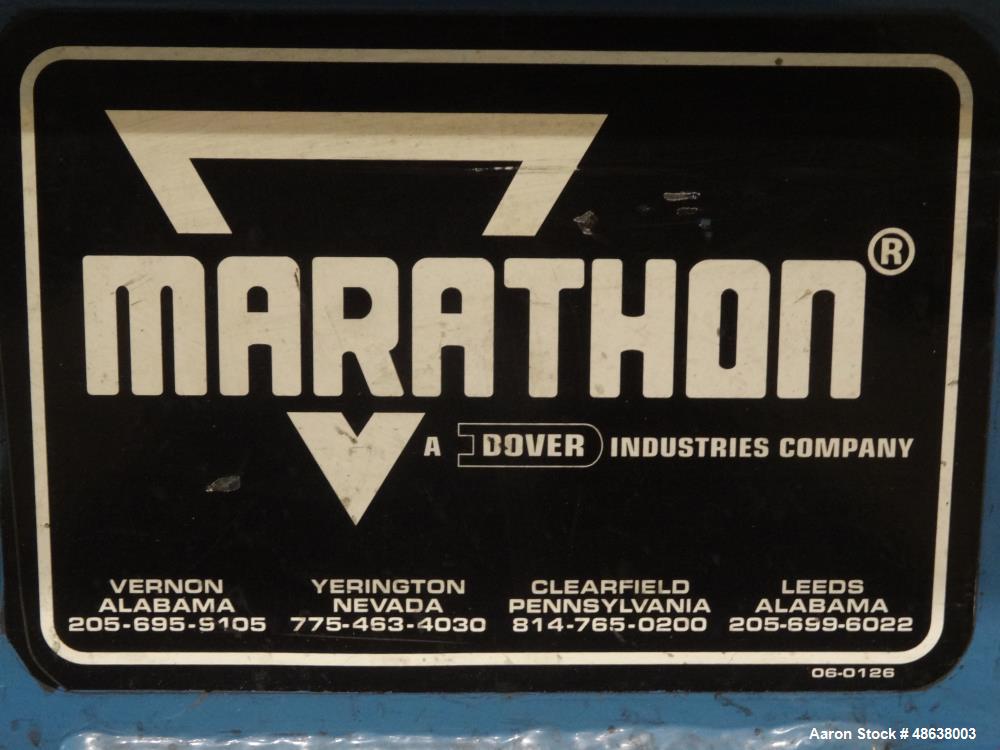 MARATHON®
A DOVER INDUSTRIES COMPANY
VERNON
ALABAMA
205-695-9105
YERINGTON
NEVADA
775-463-4030
CLEARFIELD
PENNSYLVANIA
814-765-0200
LEEDS
ALABAMA
205-699-6022
06-0126
Aaron Stock # 48638003